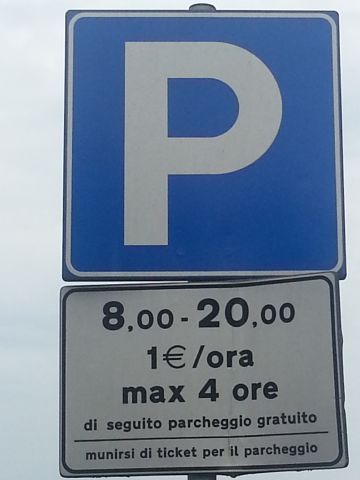 P
8,00 - 20,00
1€/ora
max 4 ore
di seguito parcheggio gratuito
munirsi di ticket per il parcheggio